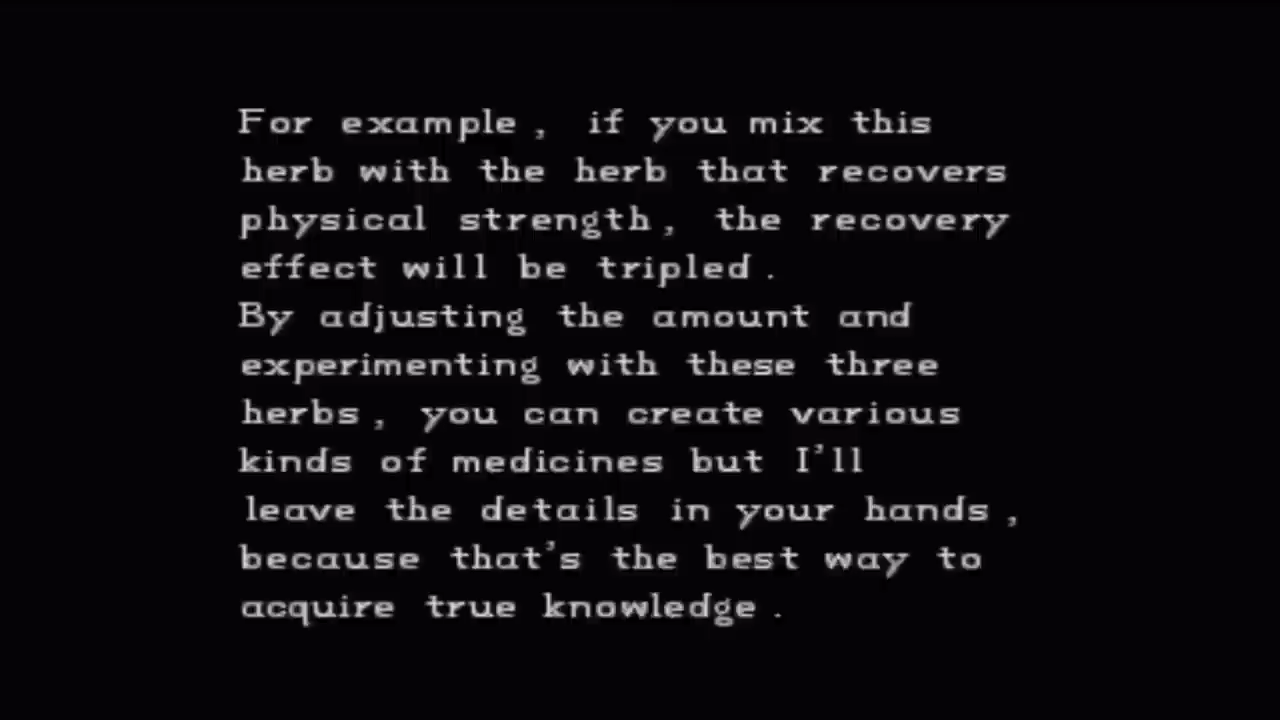 For example, if you mix this
herb with the herb that recovers
physical strength, the recovery
effect will be tripled.
By adjusting the amount and
experimenting with these three
herbs, you can create various
kinds of medicines but I'll
leave the details in your hands,
because that's the best way to
acquire true knowledge.